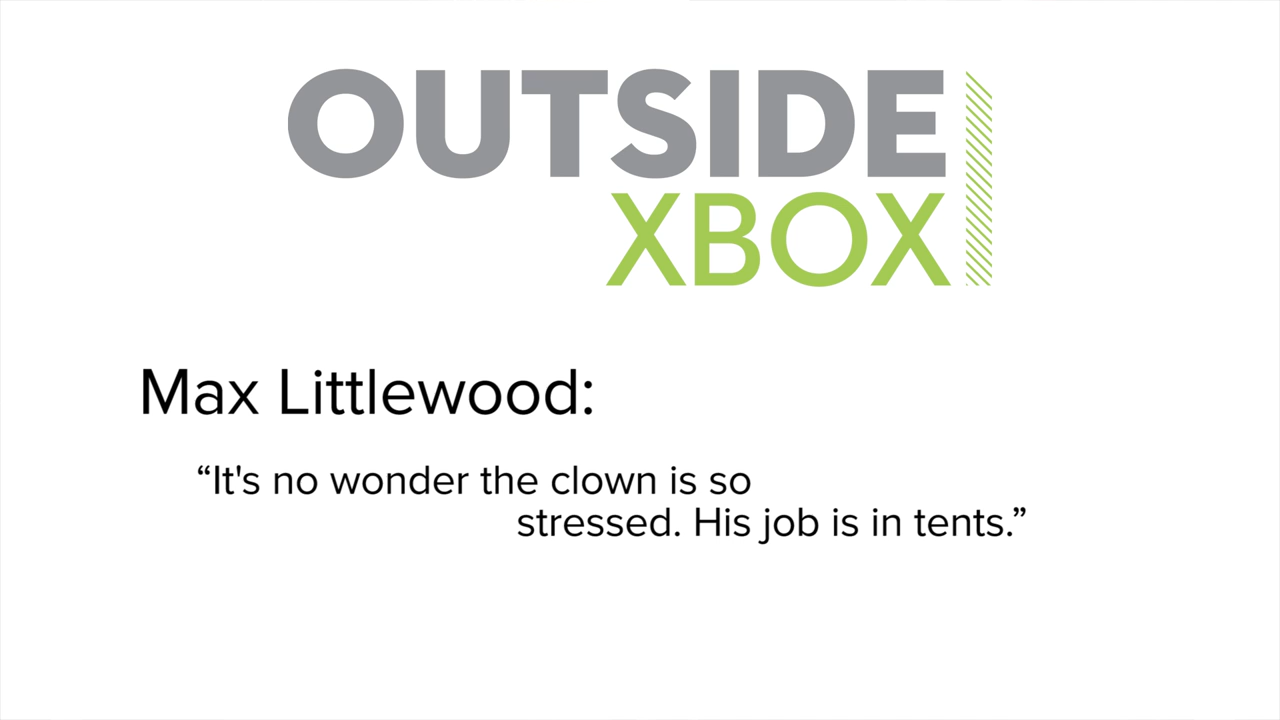 OUTSIDE
XBOX
Max Littlewood:
“It's no wonder the clown is so
stressed. His job is in tents.”